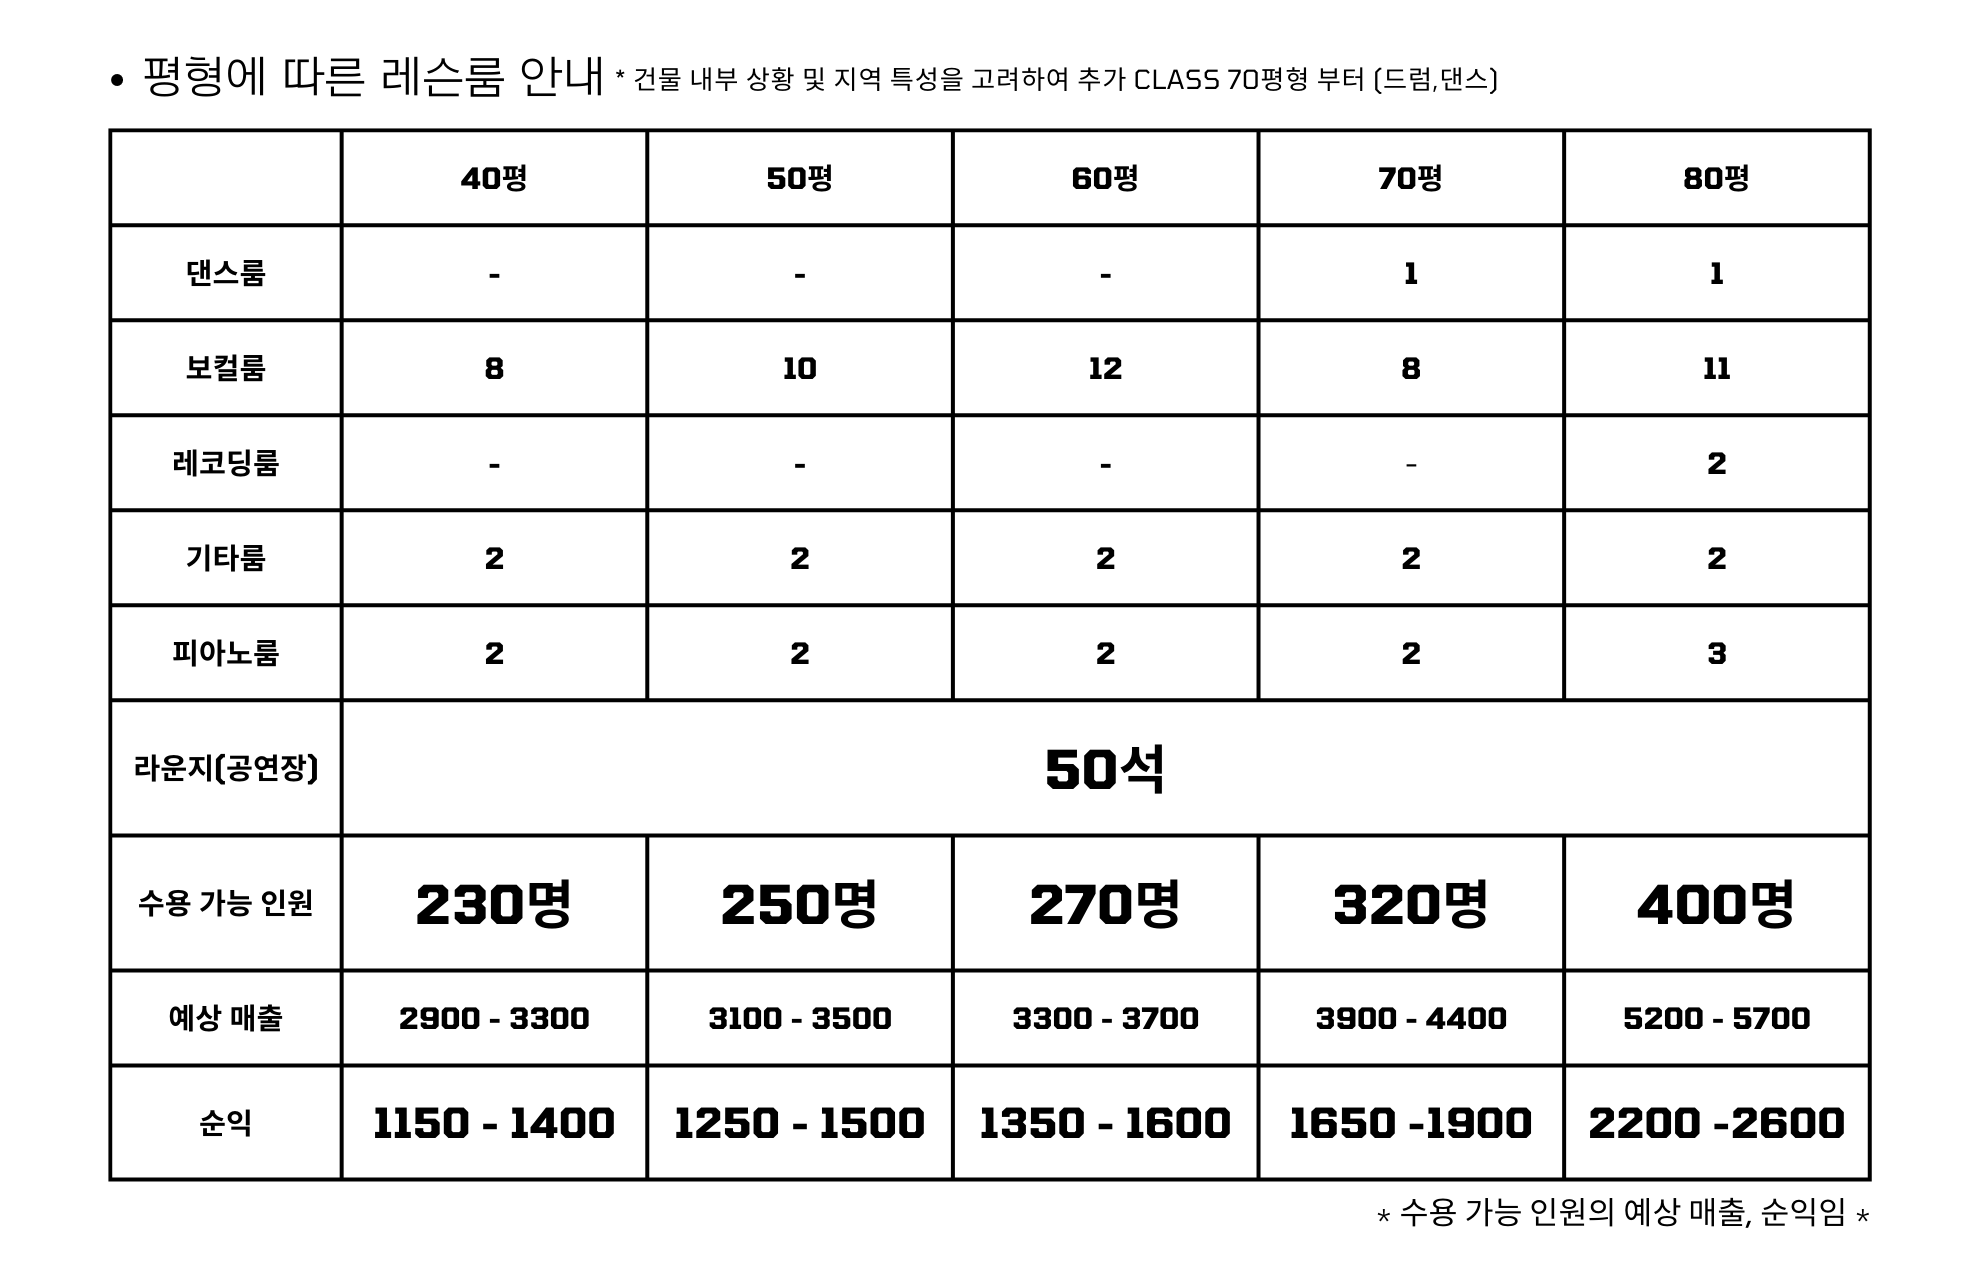 • 평형에 따른 레슨룸 안내 * 건물 내부 상황 및 지역 특성을 고려하여 추가 CLASS 70평형 부터 (드럼,댄스)
40평 50평 60평 70평 80평
댄스룸 - - - 1 1
보컬룸 8 10 12 8 11
레코딩룸 - - - - 2
기타룸 2 2 2 2 2
피아노룸 2 2 2 2 3
라운지(공연장) 50석
수용 가능 인원 230명 250명 270명 320명 400명
예상 매출 2900 - 3300 3100 - 3500 3300 - 3700 3900 - 4400 5200 - 5700
순익 1150 - 1400 1250 - 1500 1350 - 1600 1650 -1900 2200 -2600
* 수용 가능 인원의 예상 매출, 순익임 *